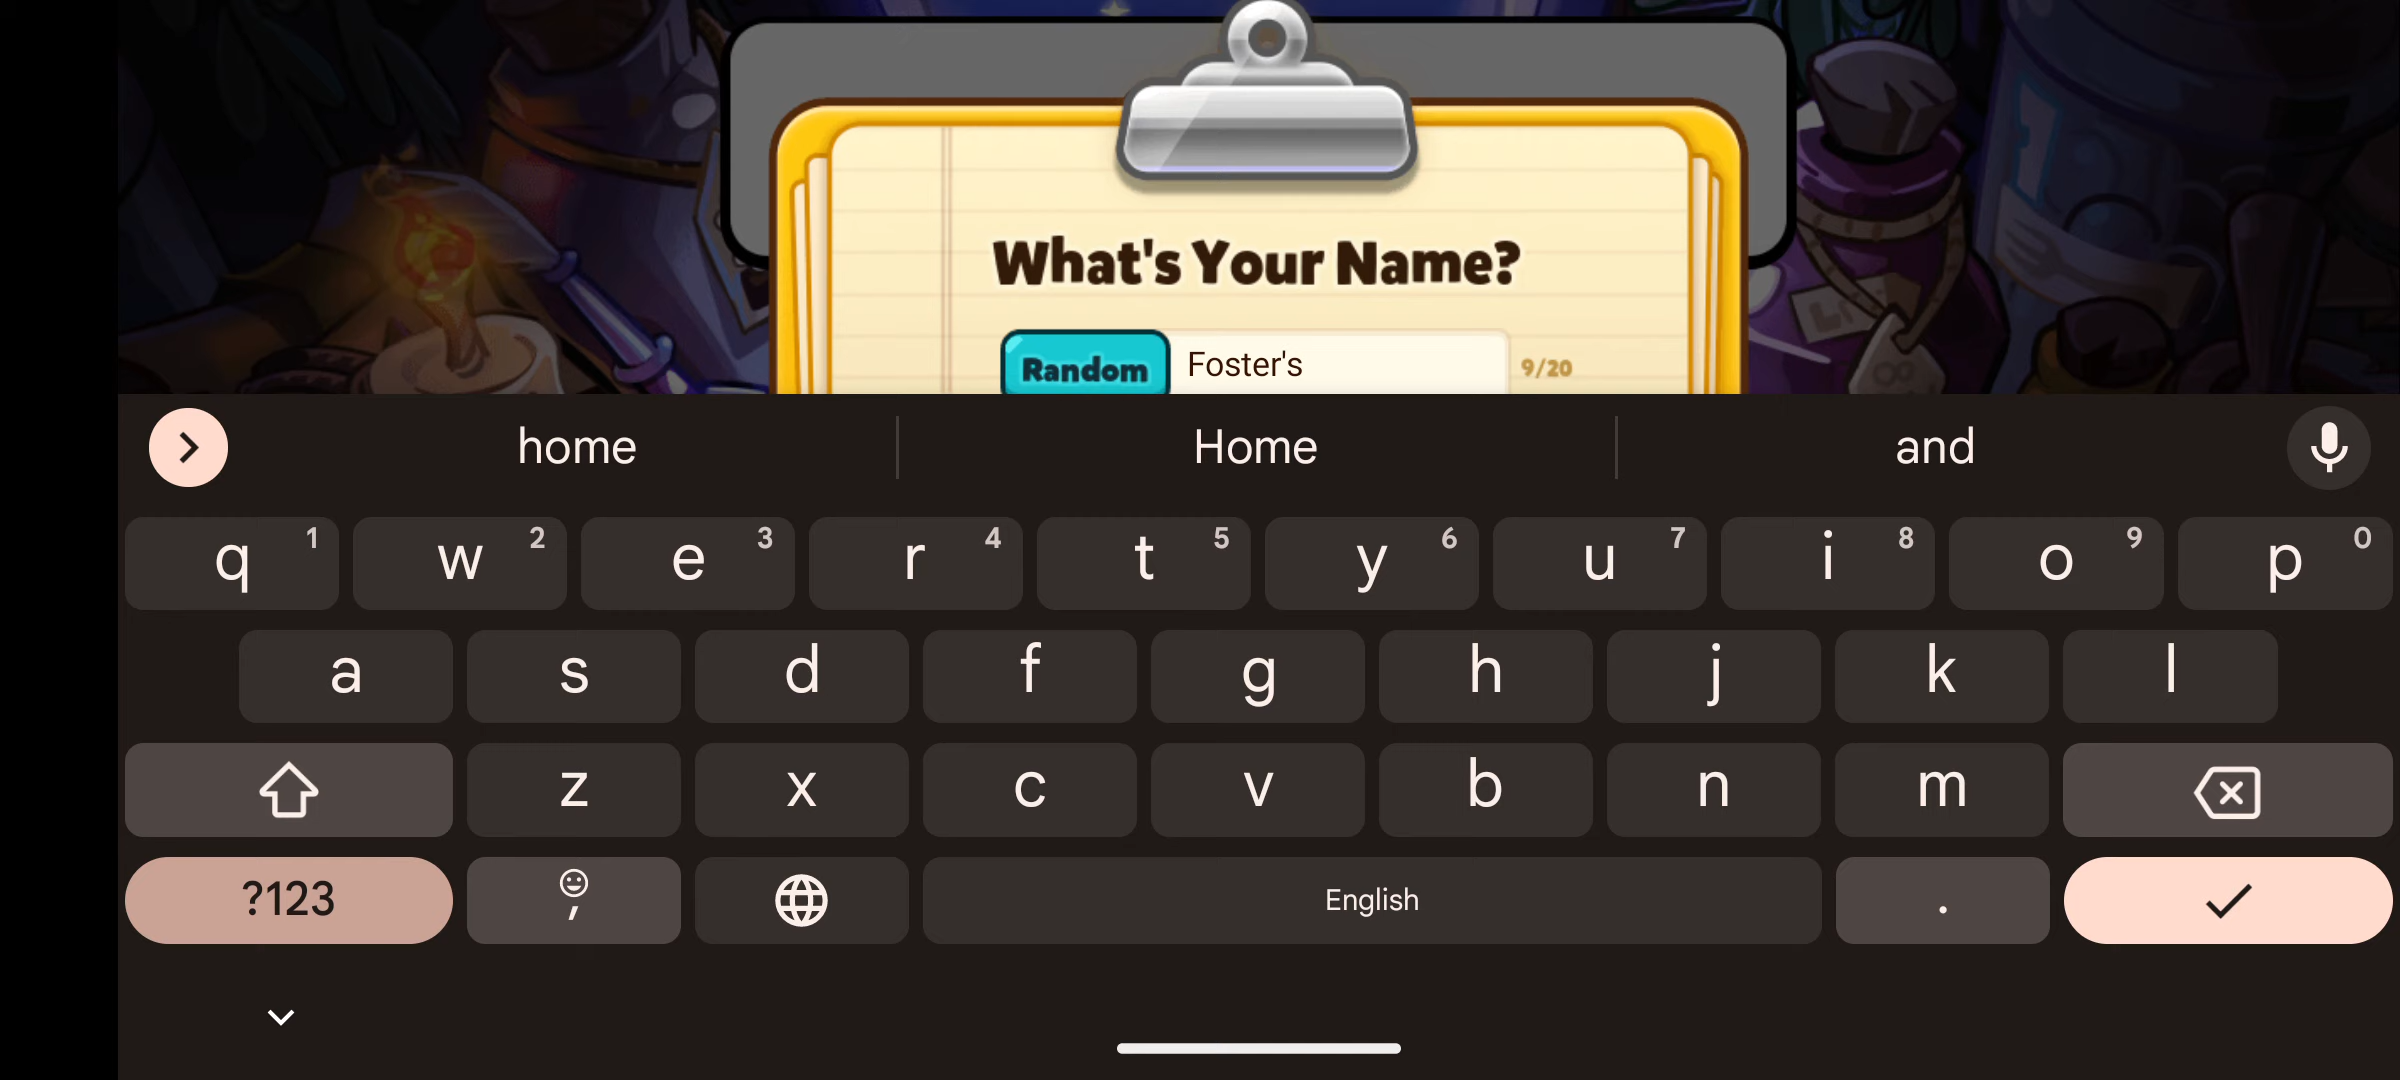 What's Your Name?
Random Foster's 9/20
home Home and
q 1 w 2 e 3 r 4 t 5 y 6 u 7 i 8 o 9 p 0
a s d f g h j k l
z x c v b n m
?123 , English .